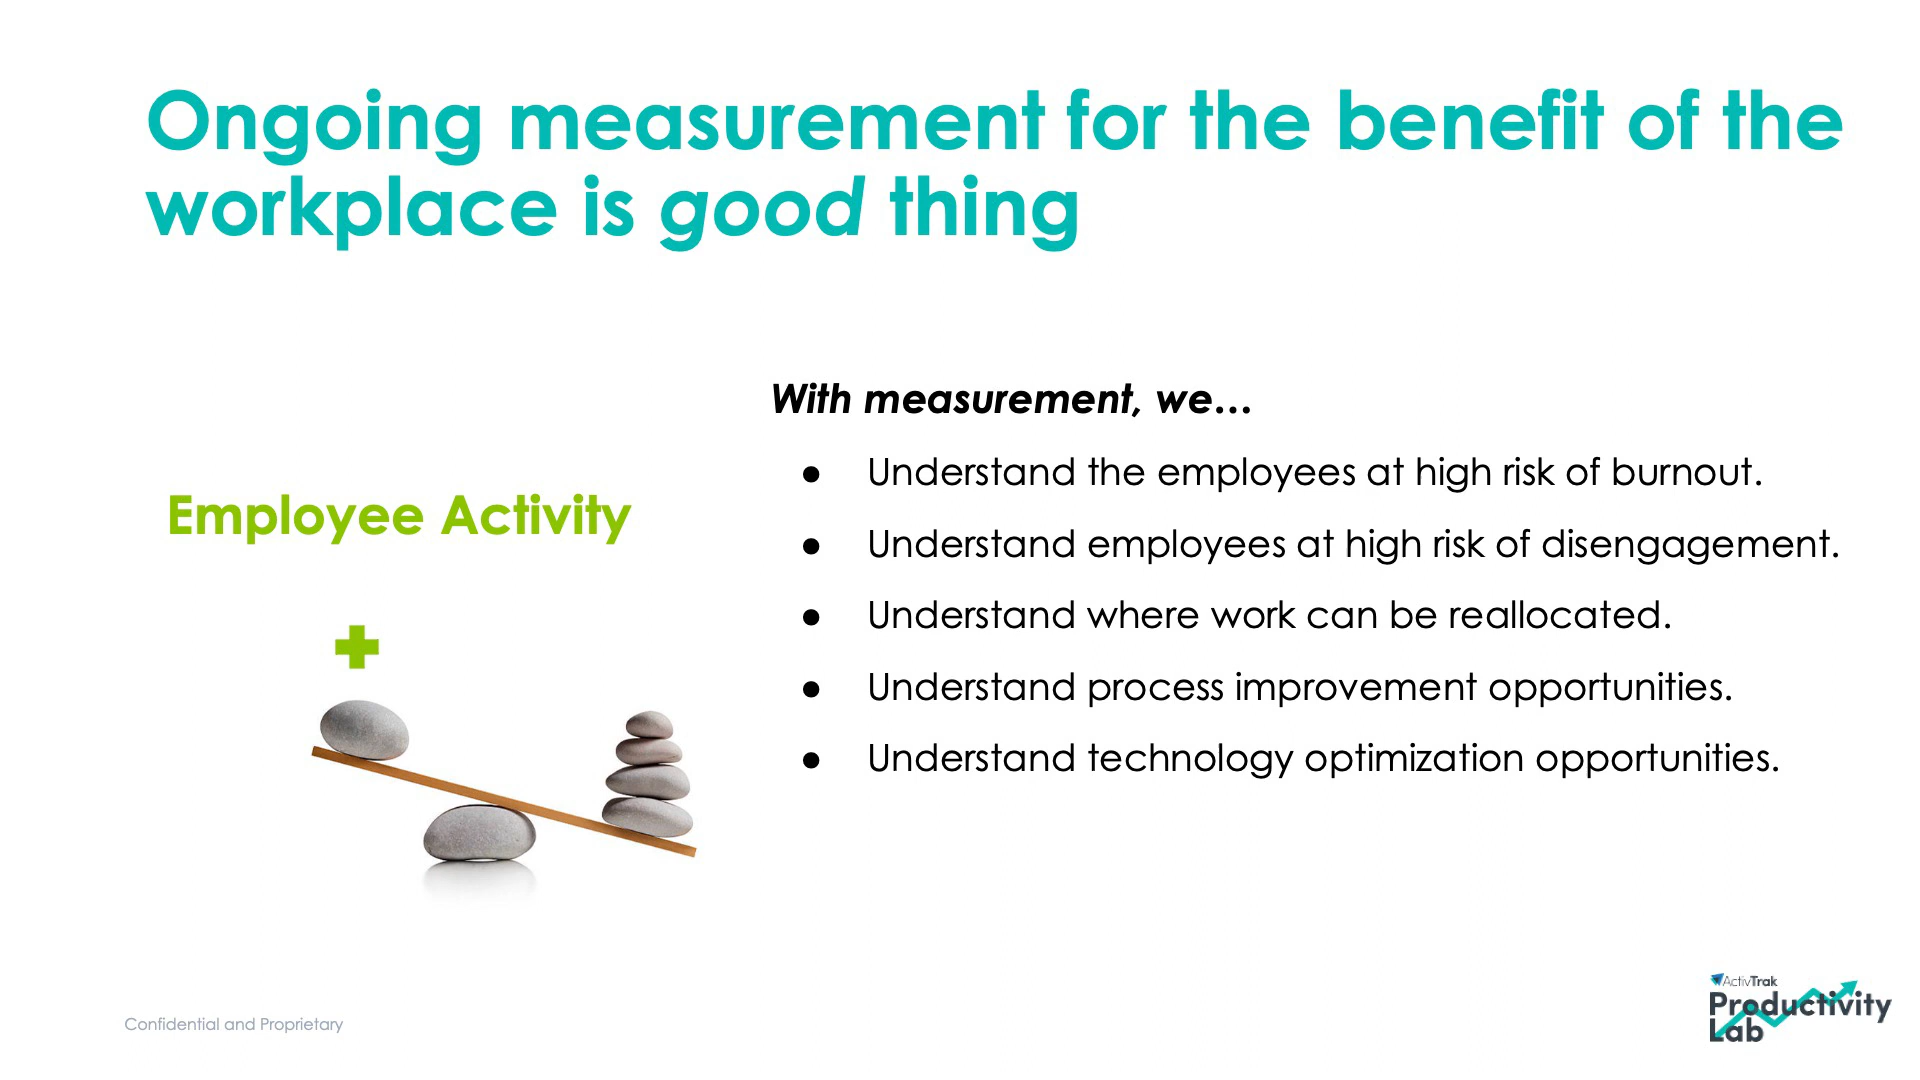 Ongoing measurement for the benefit of the
workplace is good thing
With measurement, we...
● Understand the employees at high risk of burnout.
● Understand employees at high risk of disengagement.
● Understand where work can be reallocated.
● Understand process improvement opportunities.
● Understand technology optimization opportunities.
Employee Activity
Confidential and Proprietary
ActivTrak
Productivity
Lab